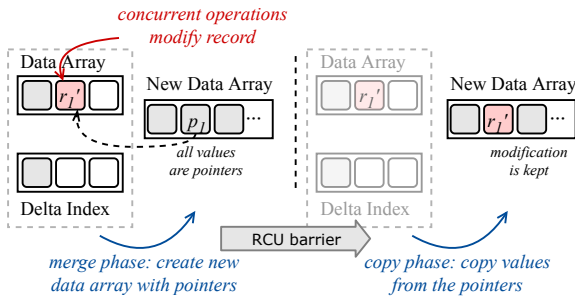 concurrent operations
modify record
Data Array
r1'
New Data Array
p1
...
all values
are pointers
Delta Index
merge phase: create new
data array with pointers
RCU barrier
Data Array
r1'
New Data Array
r1'
...
modification
is kept
Delta Index
copy phase: copy values
from the pointers